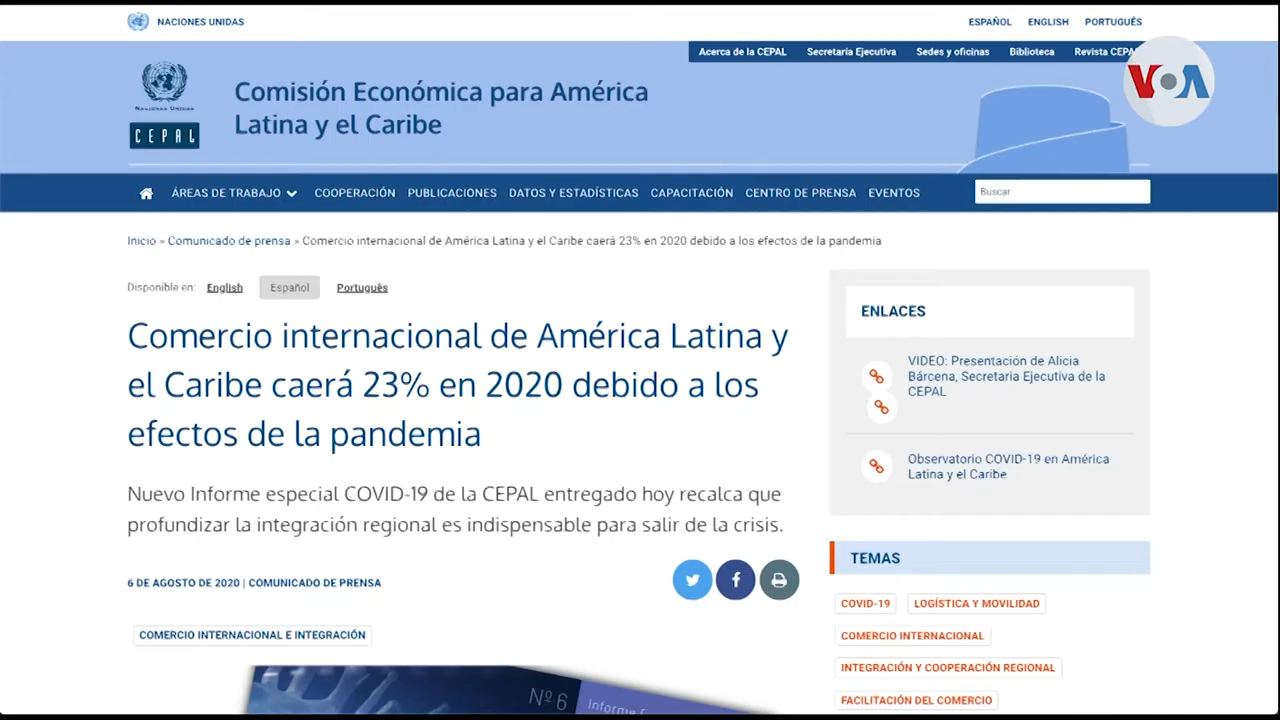 NACIONES UNIDAS
ESPAÑOL ENGLISH PORTUGUÊS
Acerca de la CEPAL Secretaría Ejecutiva Sedes y oficinas Biblioteca Revista CEPAL
VOA
NACIONES UNIDAS
CEPAL
Comisión Económica para América
Latina y el Caribe
ÁREAS DE TRABAJO COOPERACIÓN PUBLICACIONES DATOS Y ESTADÍSTICAS CAPACITACIÓN CENTRO DE PRENSA EVENTOS
Buscar
Inicio » Comunicado de prensa » Comercio internacional de América Latina y el Caribe caerá 23% en 2020 debido a los efectos de la pandemia
Disponible en: English Español Português
Comercio internacional de América Latina y
el Caribe caerá 23% en 2020 debido a los
efectos de la pandemia
Nuevo Informe especial COVID-19 de la CEPAL entregado hoy recalca que
profundizar la integración regional es indispensable para salir de la crisis.
6 DE AGOSTO DE 2020 | COMUNICADO DE PRENSA
COMERCIO INTERNACIONAL E INTEGRACIÓN
Nº 6
Informe
ENLACES
VIDEO: Presentación de Alicia
Bárcena, Secretaria Ejecutiva de la
CEPAL
Observatorio COVID-19 en América
Latina y el Caribe
TEMAS
COVID-19 LOGÍSTICA Y MOVILIDAD
COMERCIO INTERNACIONAL
INTEGRACIÓN Y COOPERACIÓN REGIONAL
FACILITACIÓN DEL COMERCIO